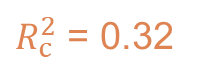 R_c^2 = 0.32